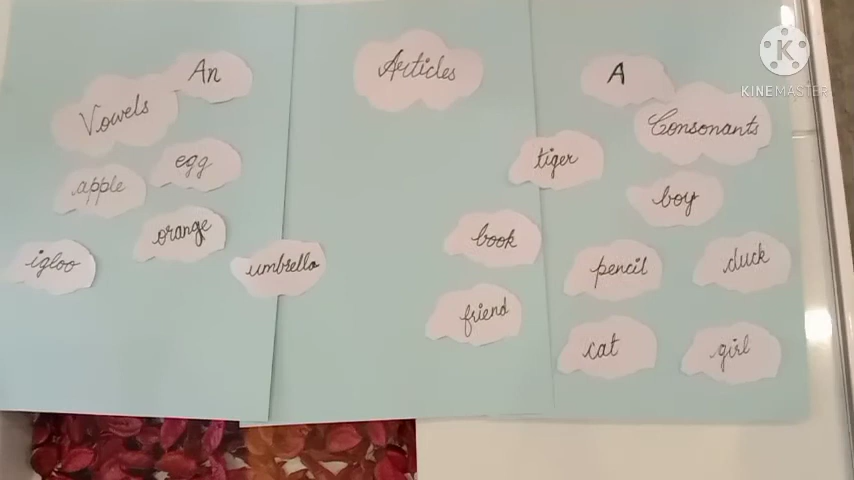 Articles
An
Vowels
egg
apple
orange
igloo
umbrella
A
Consonants
tiger
boy
book
pencil
duck
friend
cat
girl
KINEMASTER